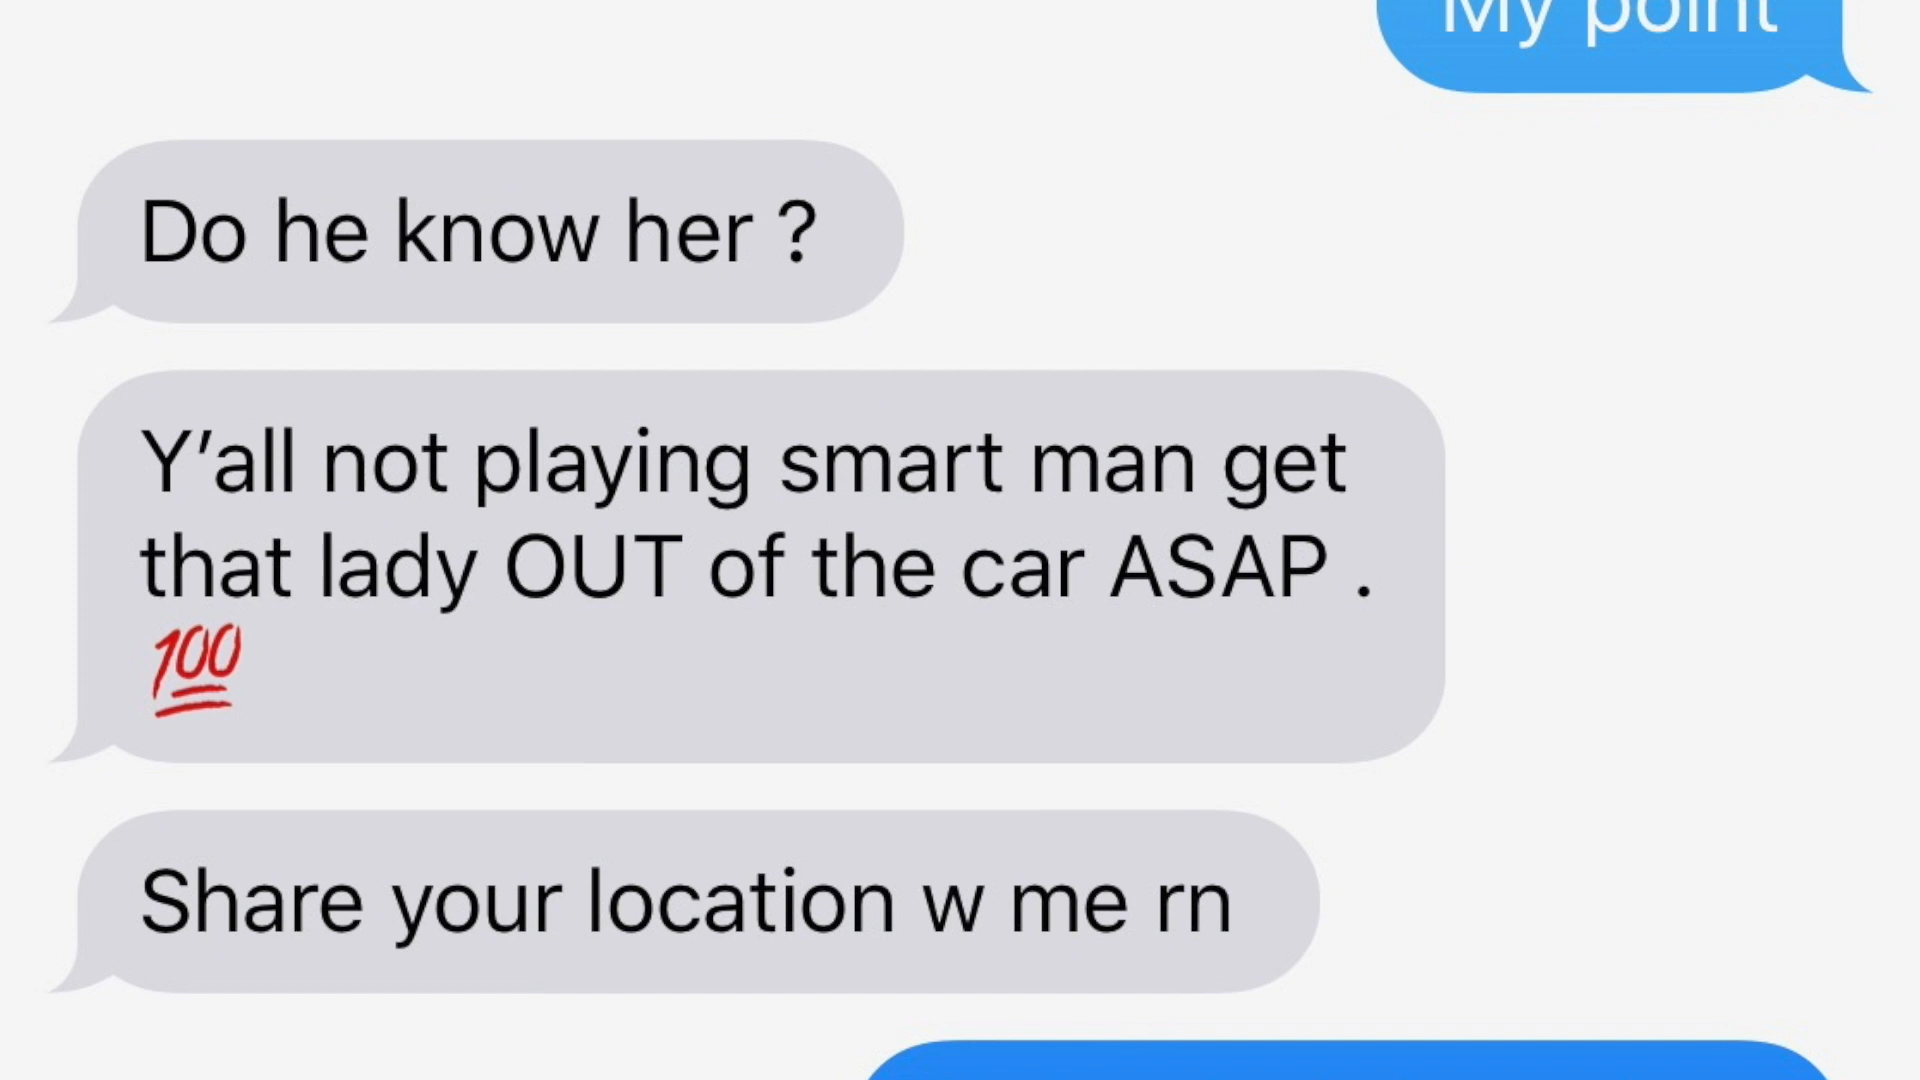 My point
Do he know her ?
Y’all not playing smart man get
that lady OUT of the car ASAP .
💯
Share your location w me rn